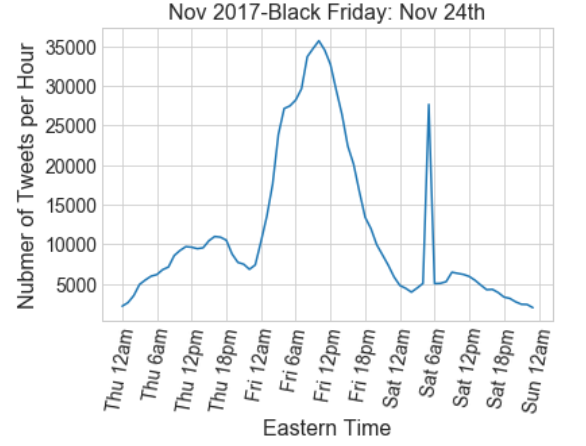 Nov 2017-Black Friday: Nov 24th
Nubmer of Tweets per Hour
35000
30000
25000
20000
15000
10000
5000
Thu 12am
Thu 6am
Thu 12pm
Thu 18pm
Fri 12am
Fri 6am
Fri 12pm
Fri 18pm
Sat 12am
Sat 6am
Sat 12pm
Sat 18pm
Sun 12am
Eastern Time